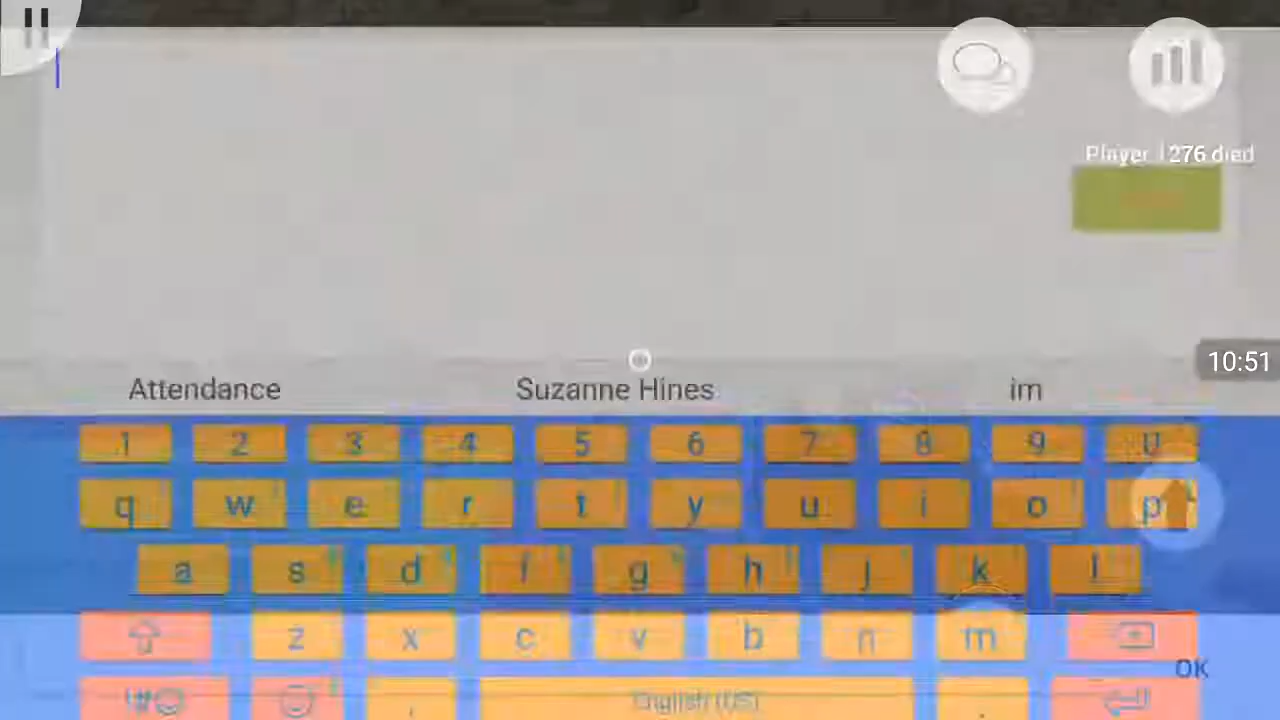 Player 1276 died
10:51
Attendance Suzanne Hines im
1 2 3 4 5 6 7 8 9 0
q w e r t y u i o p
a s d f g h j k l
z x c v b n m
OK
!#☺ , English (US) .